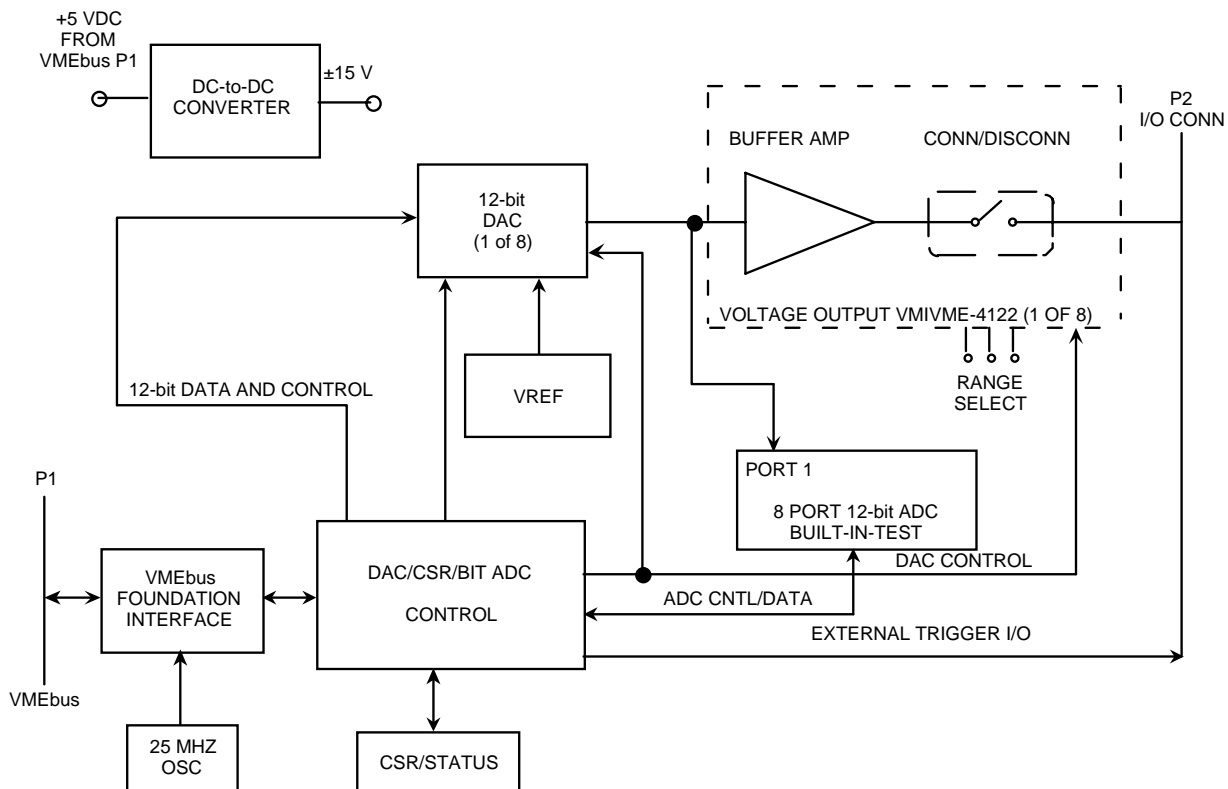 +5 VDC
FROM
VMEbus P1
DC-to-DC
CONVERTER
±15 V
P2
I/O CONN
BUFFER AMP
CONN/DISCONN
12-bit
DAC
(1 of 8)
VOLTAGE OUTPUT VMIVME-4122 (1 OF 8)
RANGE
SELECT
12-bit DATA AND CONTROL
VREF
PORT 1
8 PORT 12-bit ADC
BUILT-IN-TEST
P1
VMEbus
FOUNDATION
INTERFACE
DAC/CSR/BIT ADC
CONTROL
DAC CONTROL
ADC CNTL/DATA
EXTERNAL TRIGGER I/O
VMEbus
25 MHZ
OSC
CSR/STATUS